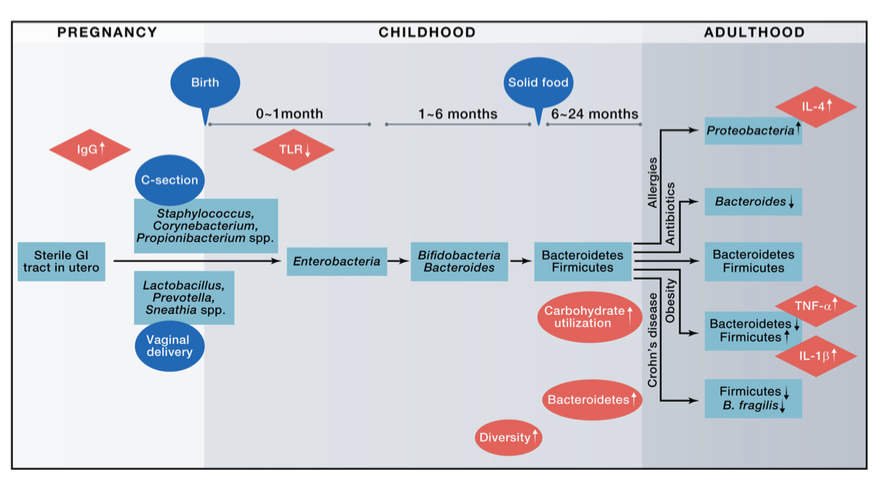 PREGNANCY
CHILDHOOD
ADULTHOOD
Birth
Solid food
0~1month
1~6 months
6~24 months
IgG↑
TLR↓
IL-4↑
C-section
Staphylococcus,
Corynebacterium,
Propionibacterium spp.
Sterile GI
tract in utero
Lactobacillus,
Prevotella,
Sneathia spp.
Vaginal
delivery
Enterobacteria
Bifidobacteria
Bacteroides
Bacteroidetes
Firmicutes
Carbohydrate↑
utilization
Bacteroidetes↑
Diversity↑
Allergies
Antibiotics
Obesity
Crohn's disease
Proteobacteria↑
Bacteroides↓
Bacteroidetes
Firmicutes
TNF-α↑
Bacteroidetes↓
Firmicutes↑
IL-1β↑
Firmicutes↓
B. fragilis↓